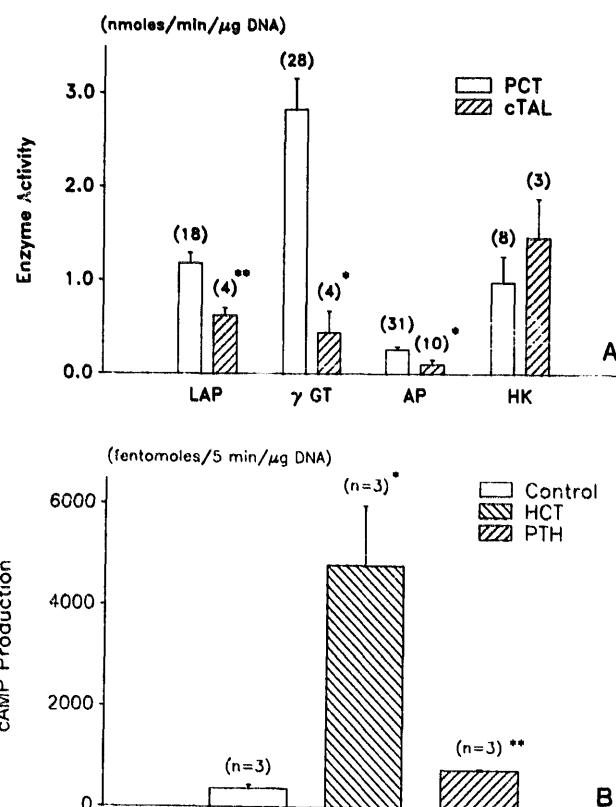 (nmoles/min/μg DNA)
(28)
3.0
PCT
cTAL
Enzyme Activity
2.0
(3)
(18)
(8)
1.0
(4)**
(4)*
(31)
(10)*
0.0
A
LAP
γ GT
AP
HK
(fentomoles/5 min/μg DNA)
6000
(n=3)*
Control
HCT
PTH
cAMP Production
4000
2000
(n=3)
(n=3)**
0
B